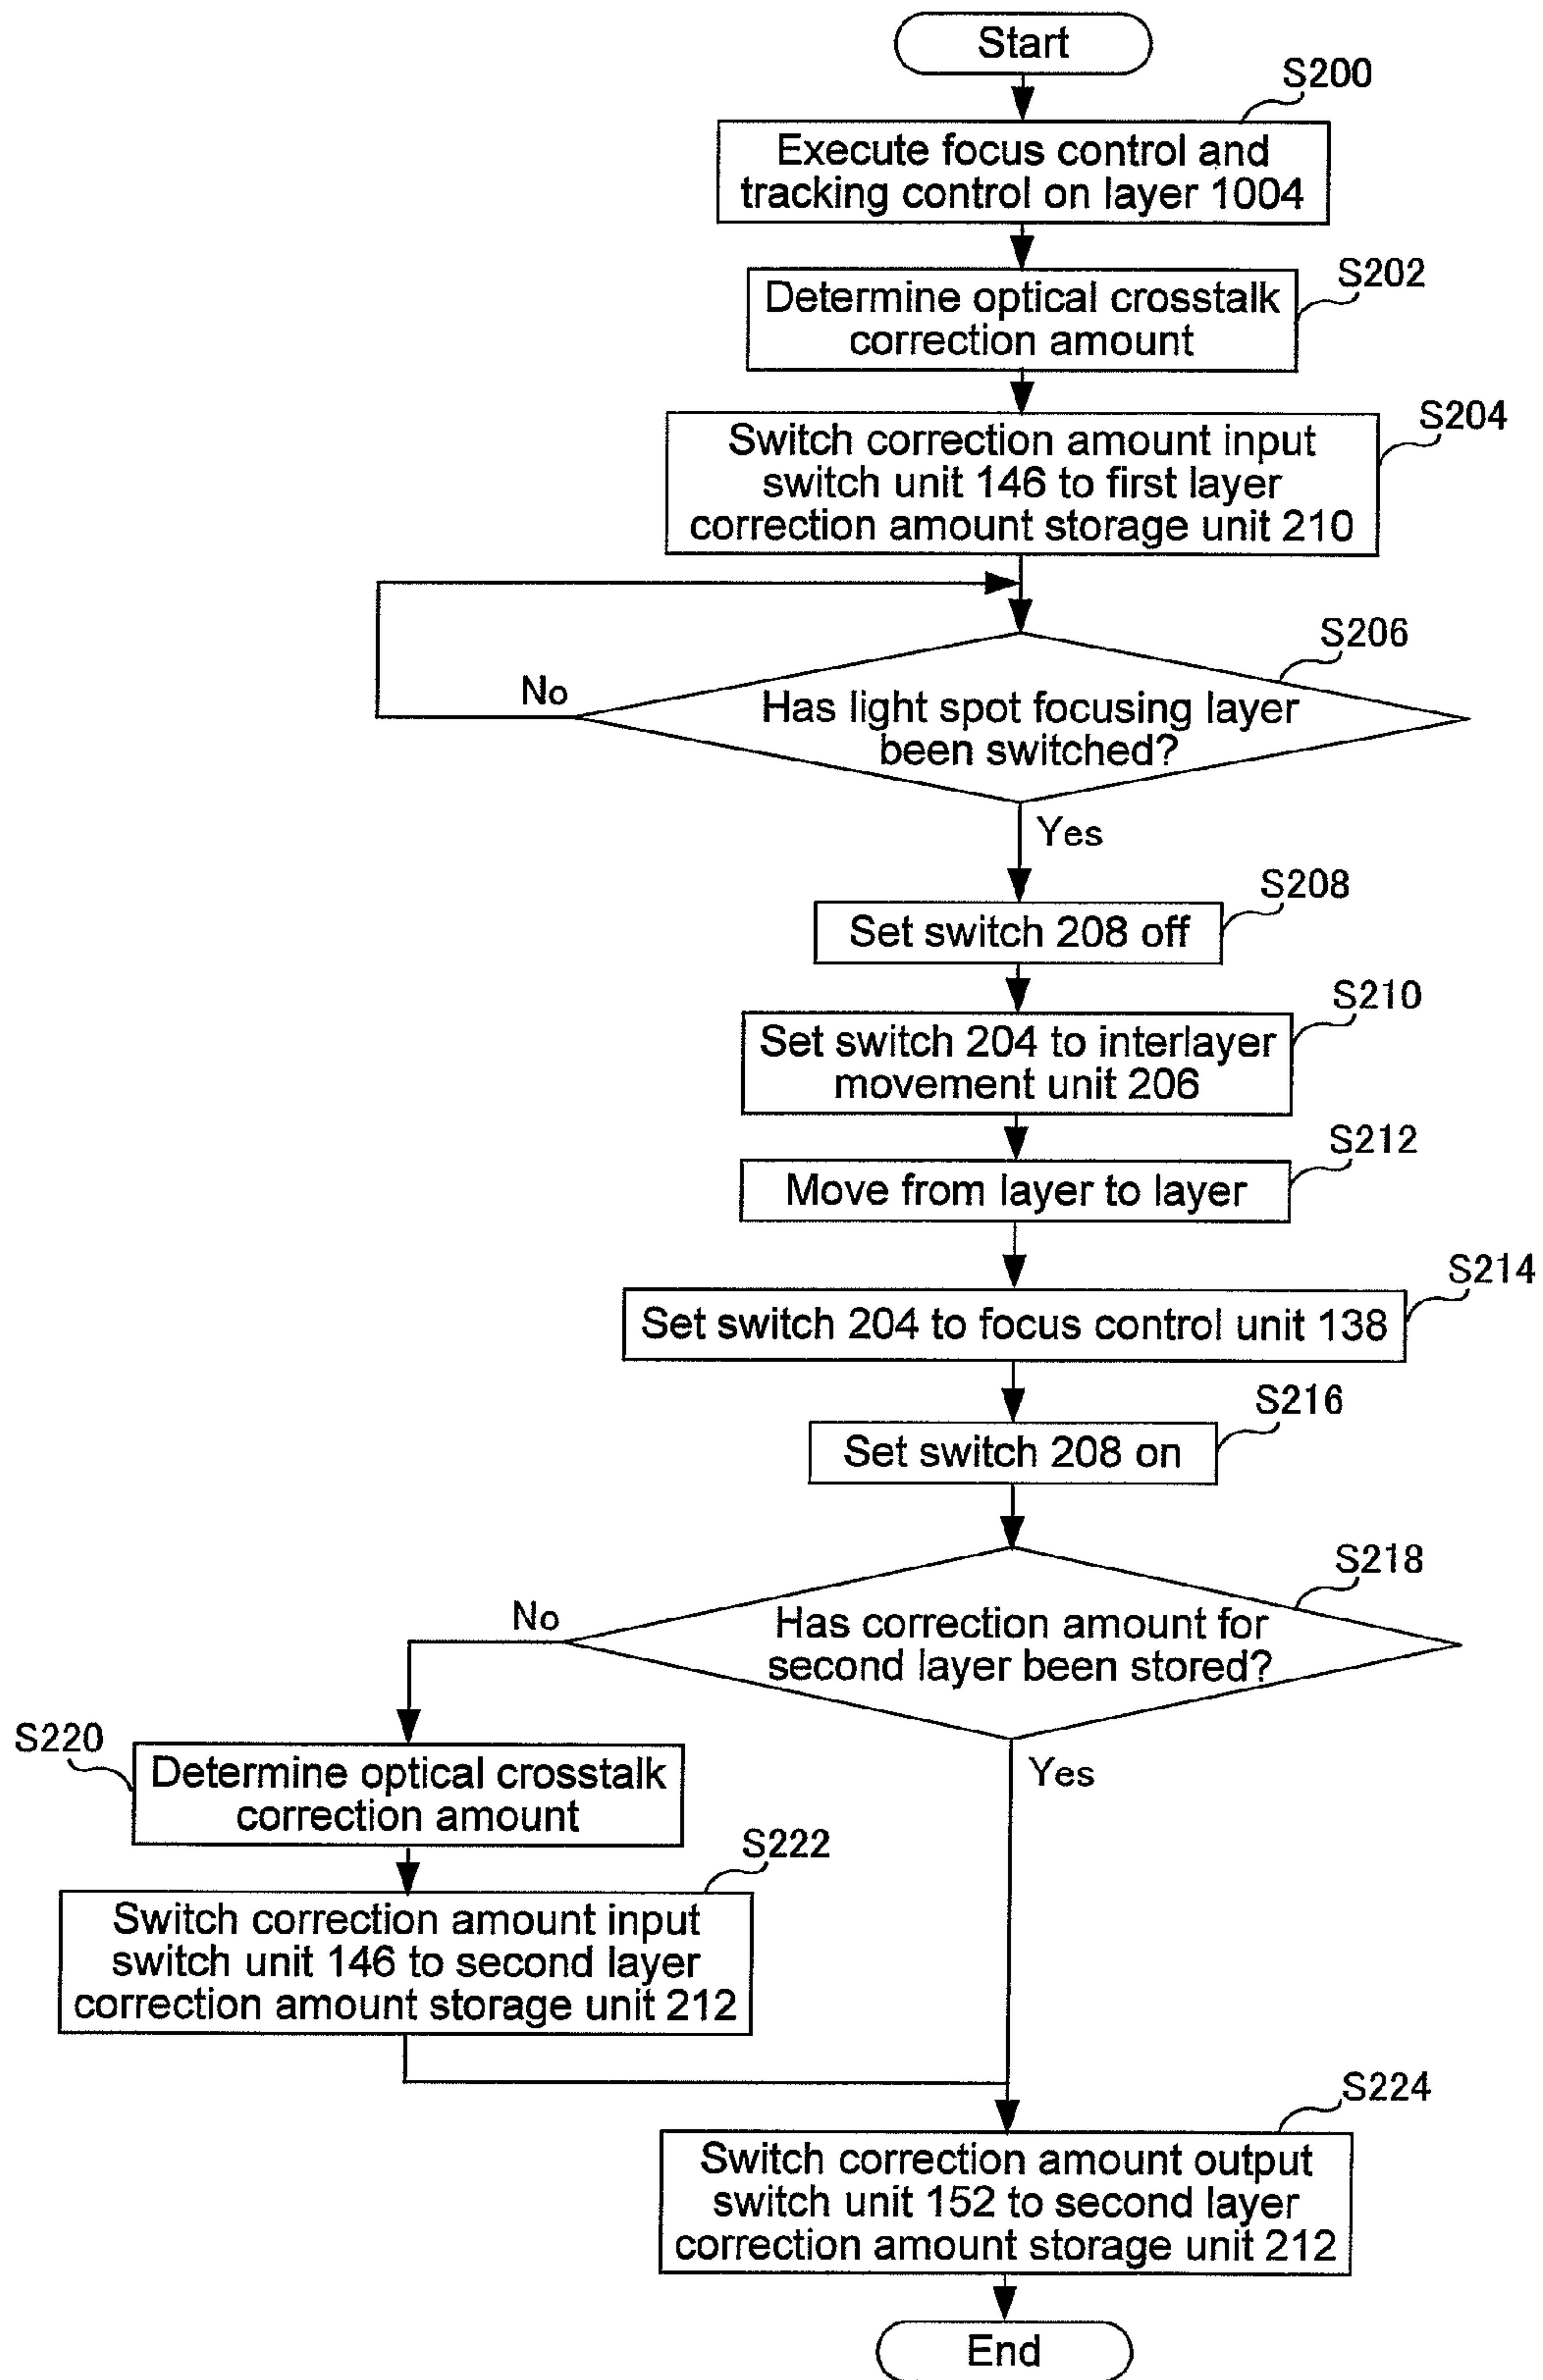 Start
S200
Execute focus control and
tracking control on layer 1004
S202
Determine optical crosstalk
correction amount
S204
Switch correction amount input
switch unit 146 to first layer
correction amount storage unit 210
S206
No
Has light spot focusing layer
been switched?
Yes
S208
Set switch 208 off
S210
Set switch 204 to interlayer
movement unit 206
S212
Move from layer to layer
S214
Set switch 204 to focus control unit 138
S216
Set switch 208 on
S218
No
Has correction amount for
second layer been stored?
S220
Determine optical crosstalk
correction amount
Yes
S222
Switch correction amount input
switch unit 146 to second layer
correction amount storage unit 212
S224
Switch correction amount output
switch unit 152 to second layer
correction amount storage unit 212
End